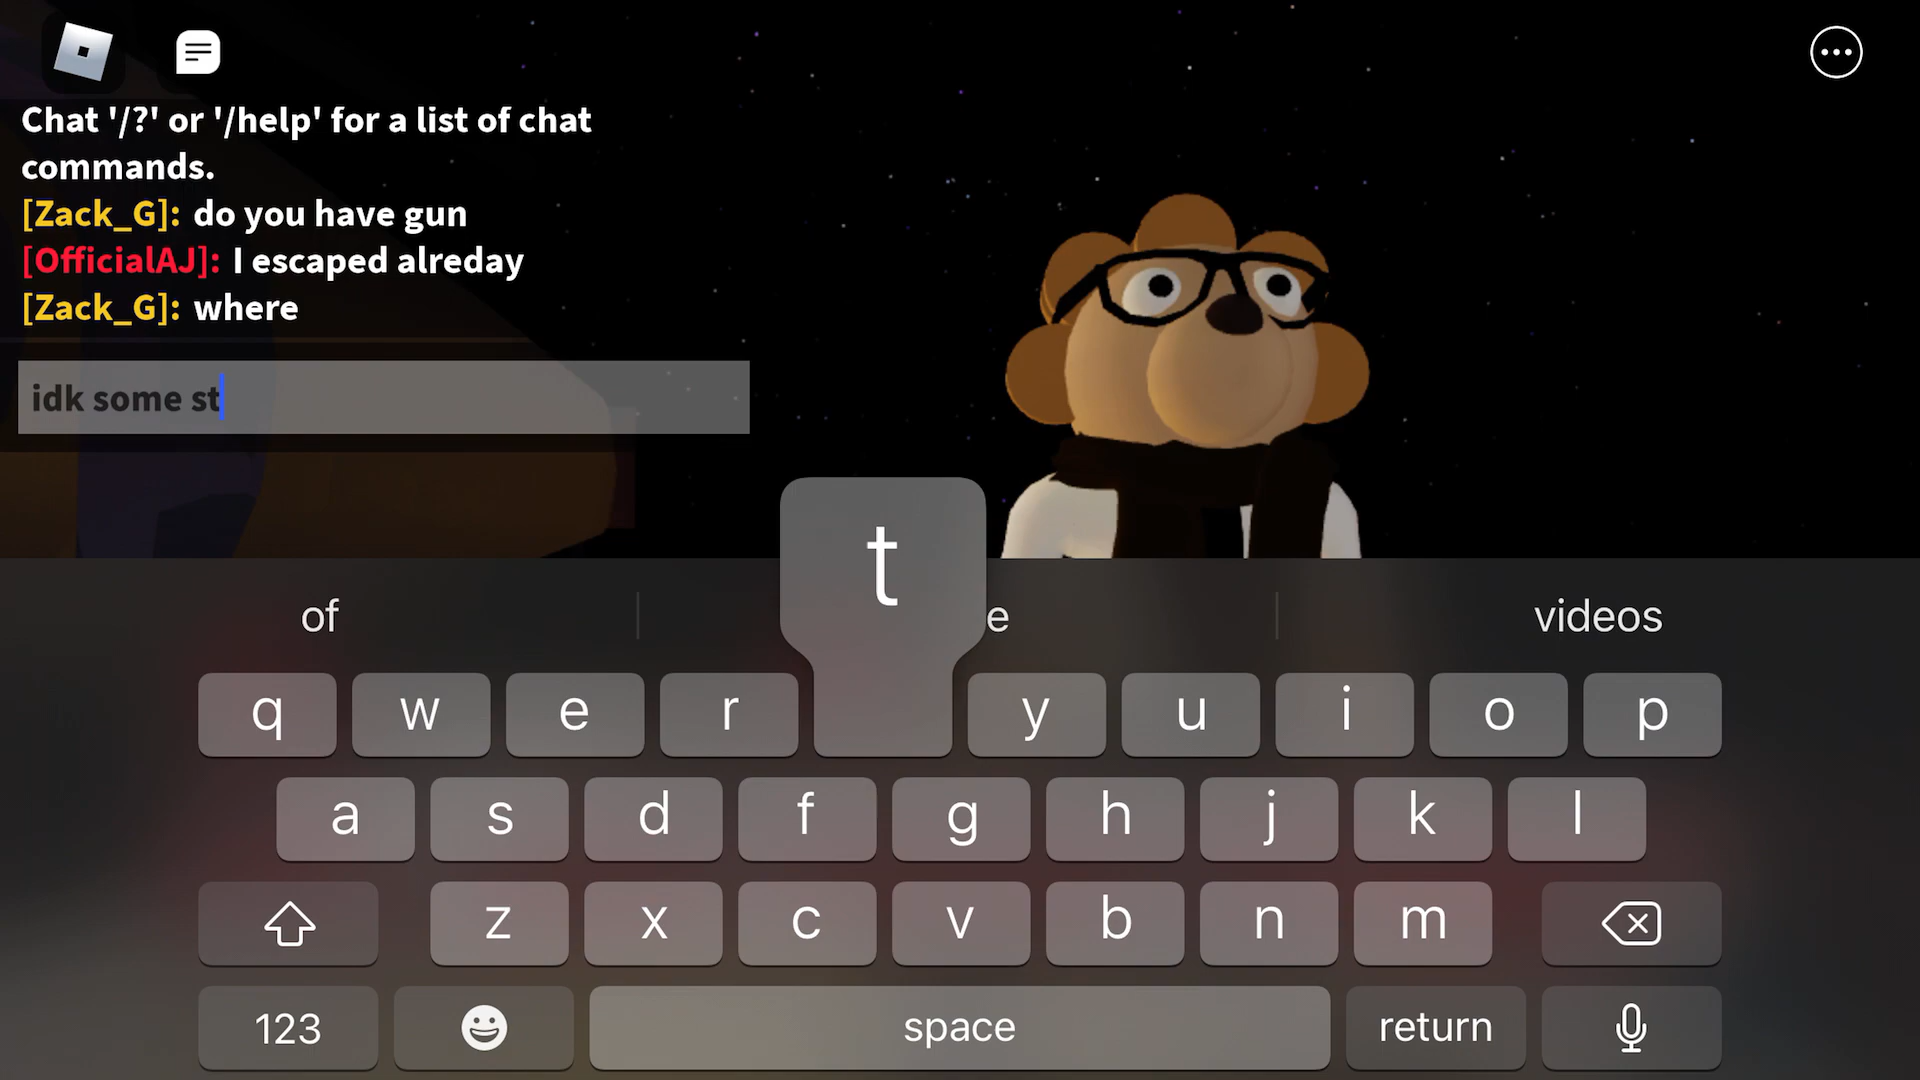 Chat '/?' or '/help' for a list of chat
commands.
[Zack_G]: do you have gun
[OfficialAJ]: I escaped alreday
[Zack_G]: where
idk some st
t
of e videos
q w e r y u i o p
a s d f g h j k l
z x c v b n m
123 space return